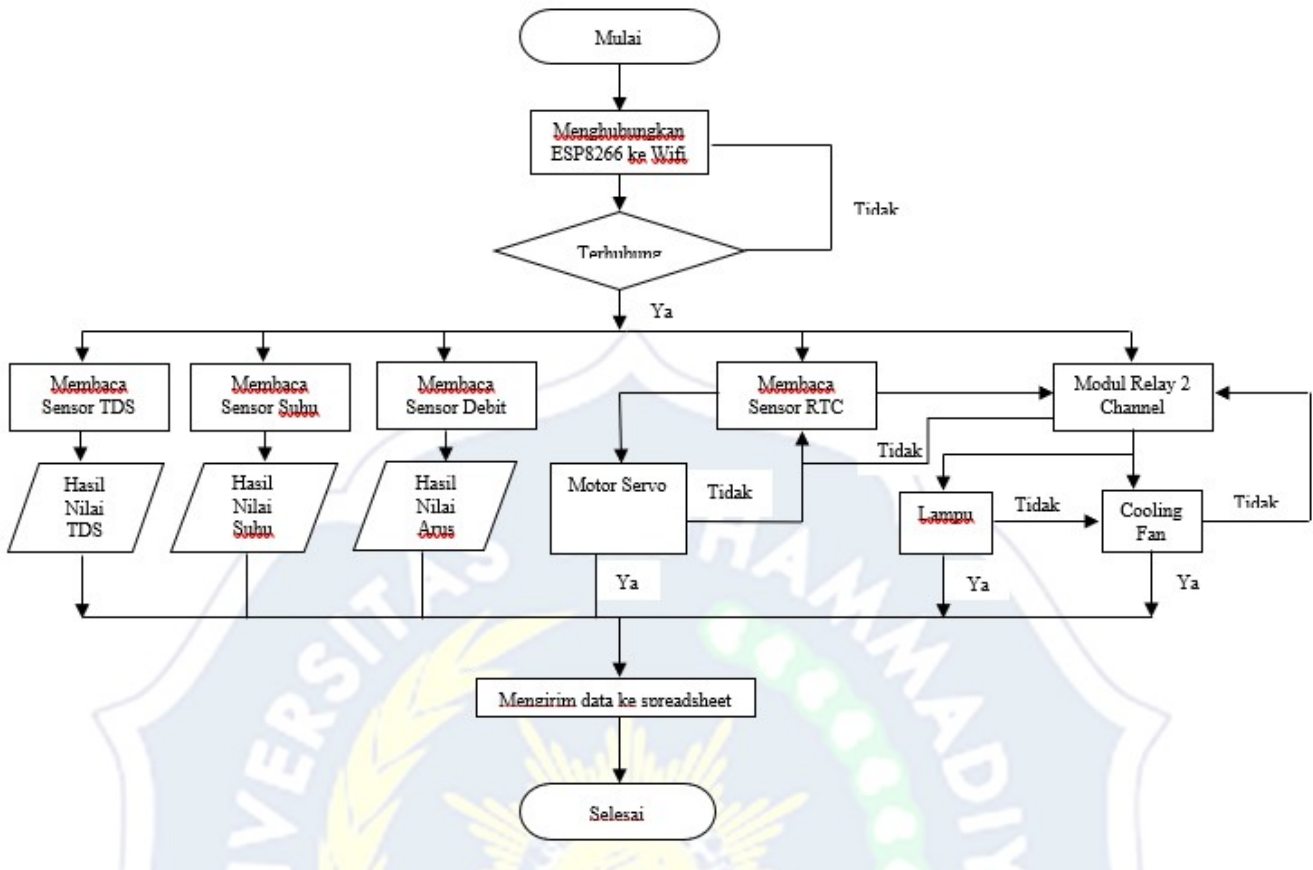 Mulai
Menghubungkan
ESP8266 ke Wifi
Tidak
Terhubung
Ya
Membaca
Sensor TDS
Membaca
Sensor Suhu
Membaca
Sensor Debit
Membaca
Sensor RTC
Modul Relay 2
Channel
Hasil
Nilai
TDS
Hasil
Nilai
Suhu
Hasil
Nilai
Arus
Motor Servo
Tidak
Tidak
Lampu
Tidak
Cooling
Fan
Tidak
Ya
Ya
Ya
Mengirim data ke spreadsheet
Selesai